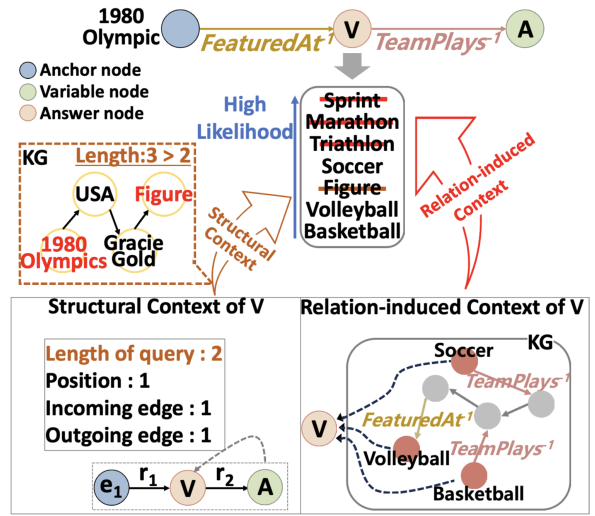 1980
Olympic
FeaturedAt⁻¹
V
TeamPlays⁻¹
A
Anchor node
Variable node
Answer node
High
Likelihood
Sprint
Marathon
Triathlon
Soccer
Figure
Volleyball
Basketball
KG
Length:3 > 2
USA
Figure
1980
Olympics
Gracie
Gold
Structural
Context
Relation-induced
Context
Structural Context of V
Length of query : 2
Position : 1
Incoming edge : 1
Outgoing edge : 1
e₁
r₁
V
r₂
A
Relation-induced Context of V
KG
Soccer
TeamPlays⁻¹
FeaturedAt⁻¹
V
TeamPlays⁻¹
Volleyball
Basketball